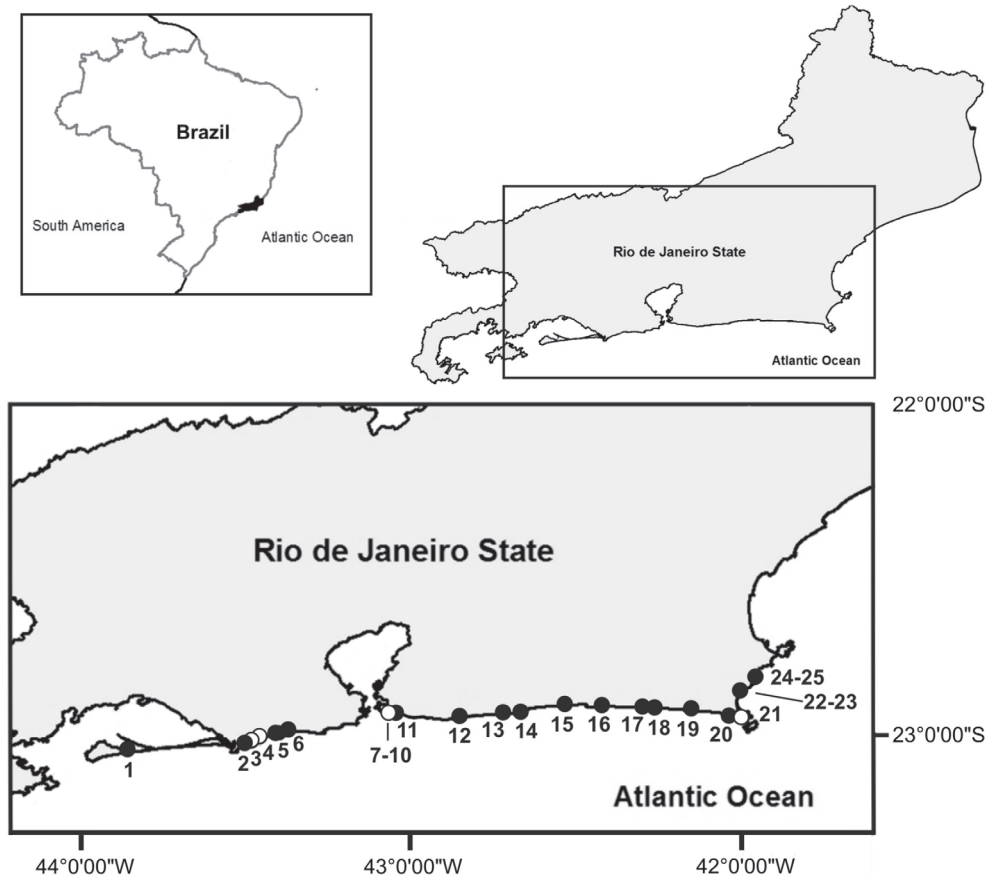 Brazil
South America
Atlantic Ocean
Rio de Janeiro State
Atlantic Ocean
22°0'00"S
Rio de Janeiro State
24-25
22-23
21
1
2
3
4
5
6
7-10
11
12
13
14
15
16
17
18
19
20
23°0'00"S
Atlantic Ocean
44°0'00"W
43°0'00"W
42°0'00"W